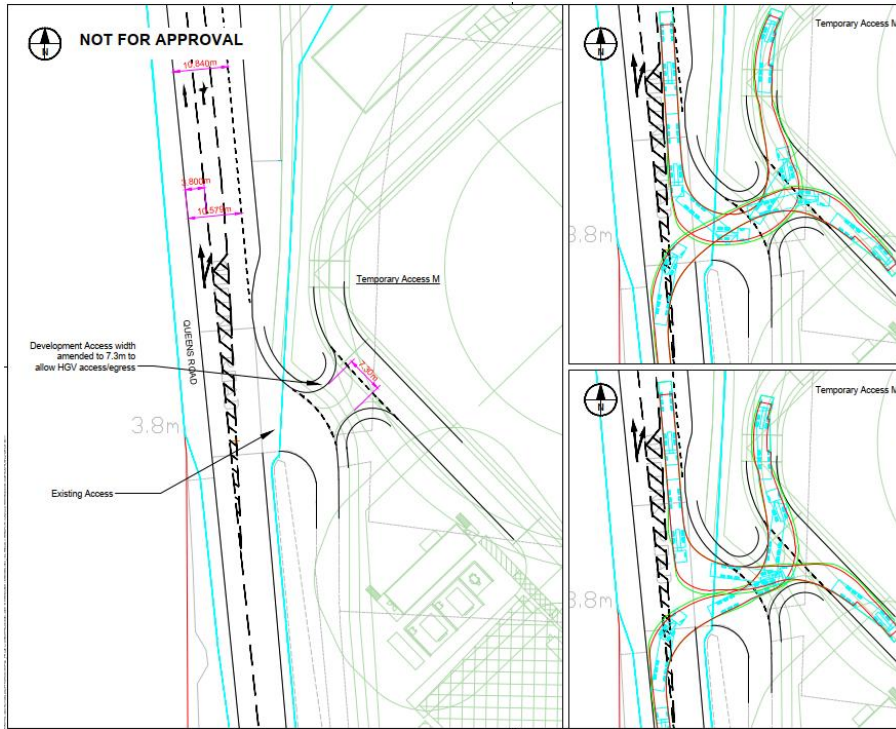 N
NOT FOR APPROVAL
10.840m
3.800m
10.579m
Temporary Access M
Development Access width
amended to 7.3m to
allow HGV access/egress
QUEENS ROAD
7.30m
3.8m
Existing Access
N
Temporary Access M
3.8m
N
Temporary Access M
3.8m